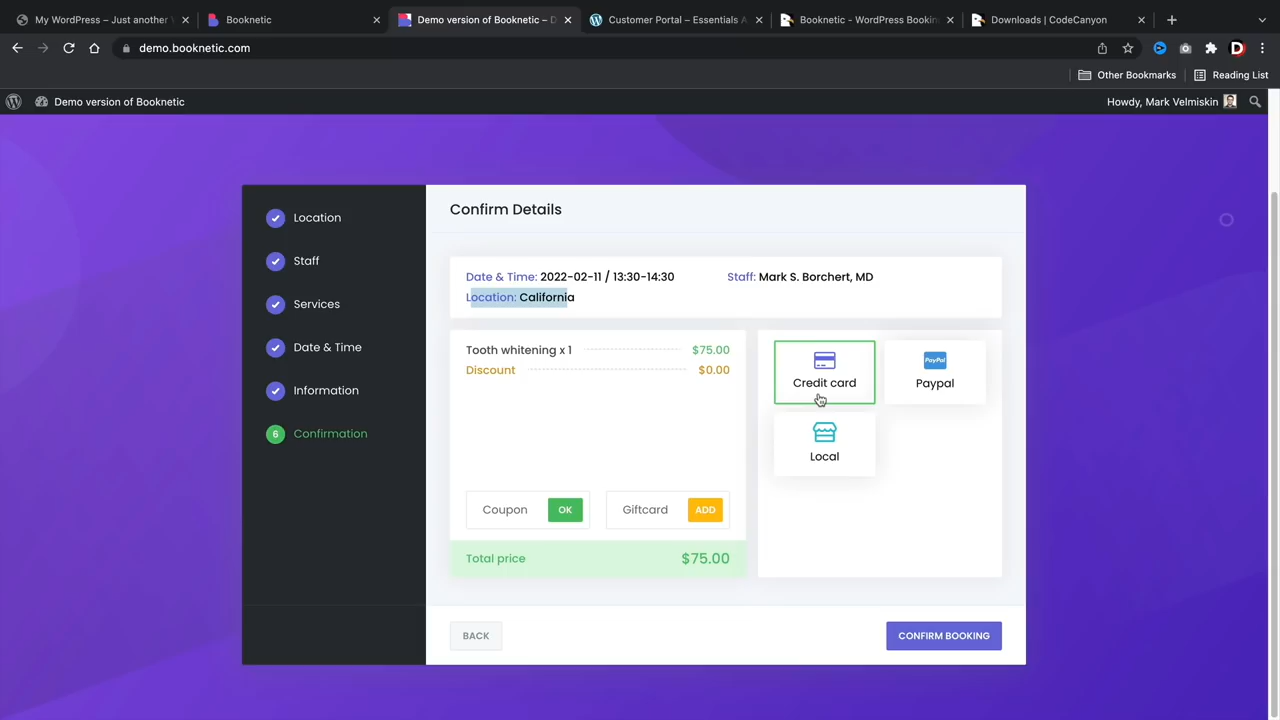 My WordPress – Just another
Booknetic
Demo version of Booknetic – D
Customer Portal – Essentials A
Booknetic - WordPress Bookin
Downloads | CodeCanyon
demo.booknetic.com
Other Bookmarks
Reading List
Demo version of Booknetic
Howdy, Mark Velmiskin
Location
Staff
Services
Date & Time
Information
6 Confirmation
Confirm Details
Date & Time: 2022-02-11 / 13:30-14:30
Staff: Mark S. Borchert, MD
Location: California
Tooth whitening x 1 $75.00
Discount $0.00
Coupon OK
Giftcard ADD
Total price $75.00
Credit card
PayPal
Paypal
Local
BACK
CONFIRM BOOKING